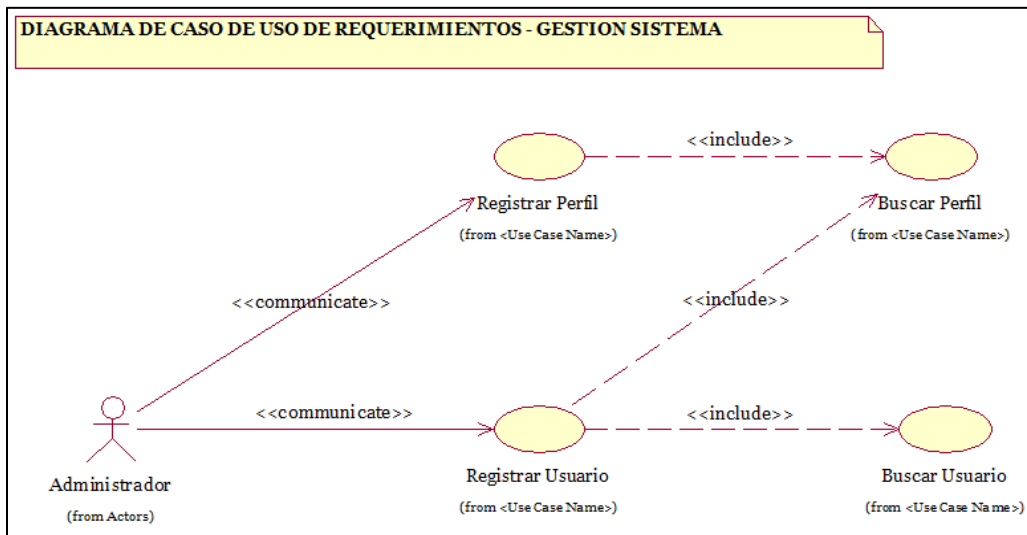 DIAGRAMA DE CASO DE USO DE REQUERIMIENTOS - GESTION SISTEMA
<<include>>
Registrar Perfil
(from <Use Case Name>)
Buscar Perfil
(from <Use Case Name>)
<<communicate>>
<<include>>
<<communicate>>
<<include>>
Administrador
(from Actors)
Registrar Usuario
(from <Use Case Name>)
Buscar Usuario
(from <Use Case Name>)